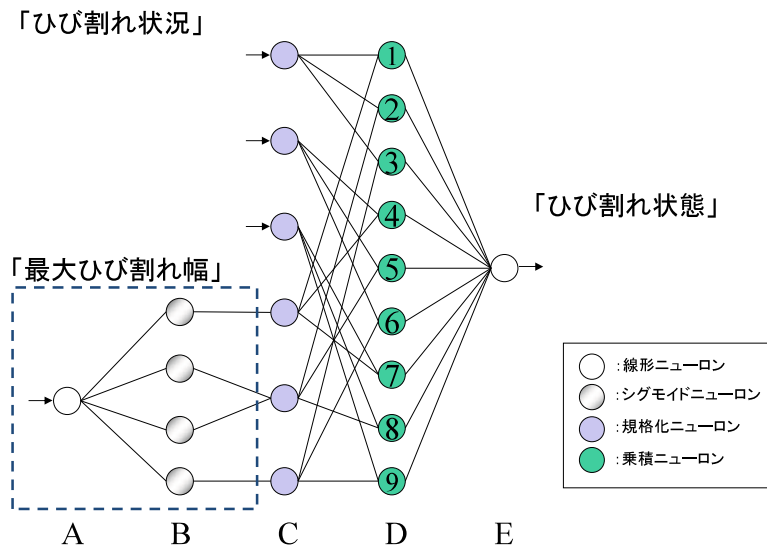 「ひび割れ状況」
1
2
3
4
5
6
7
8
9
「ひび割れ状態」
「最大ひび割れ幅」
:線形ニューロン
:シグモイドニューロン
:規格化ニューロン
:乗積ニューロン
A B C D E